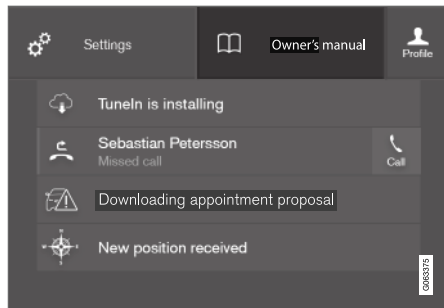 Settings
Owner's manual
Profile
TuneIn is installing
Sebastian Petersson
Missed call
Call
Downloading appointment proposal
New position received
G063375